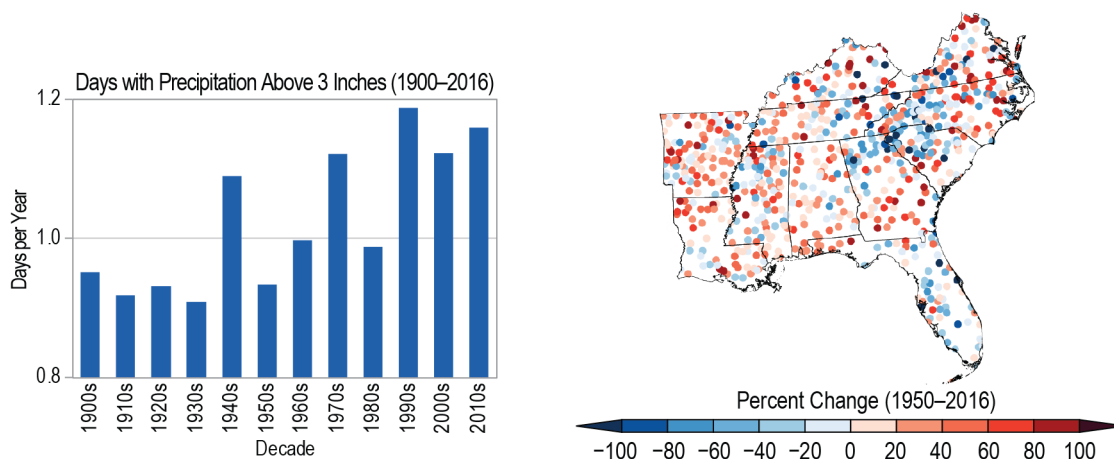 Days with Precipitation Above 3 Inches (1900–2016)
1.2
1.0
0.8
Days per Year
1900s
1910s
1920s
1930s
1940s
1950s
1960s
1970s
1980s
1990s
2000s
2010s
Decade
Percent Change (1950–2016)
−100 −80 −60 −40 −20 0 20 40 60 80 100